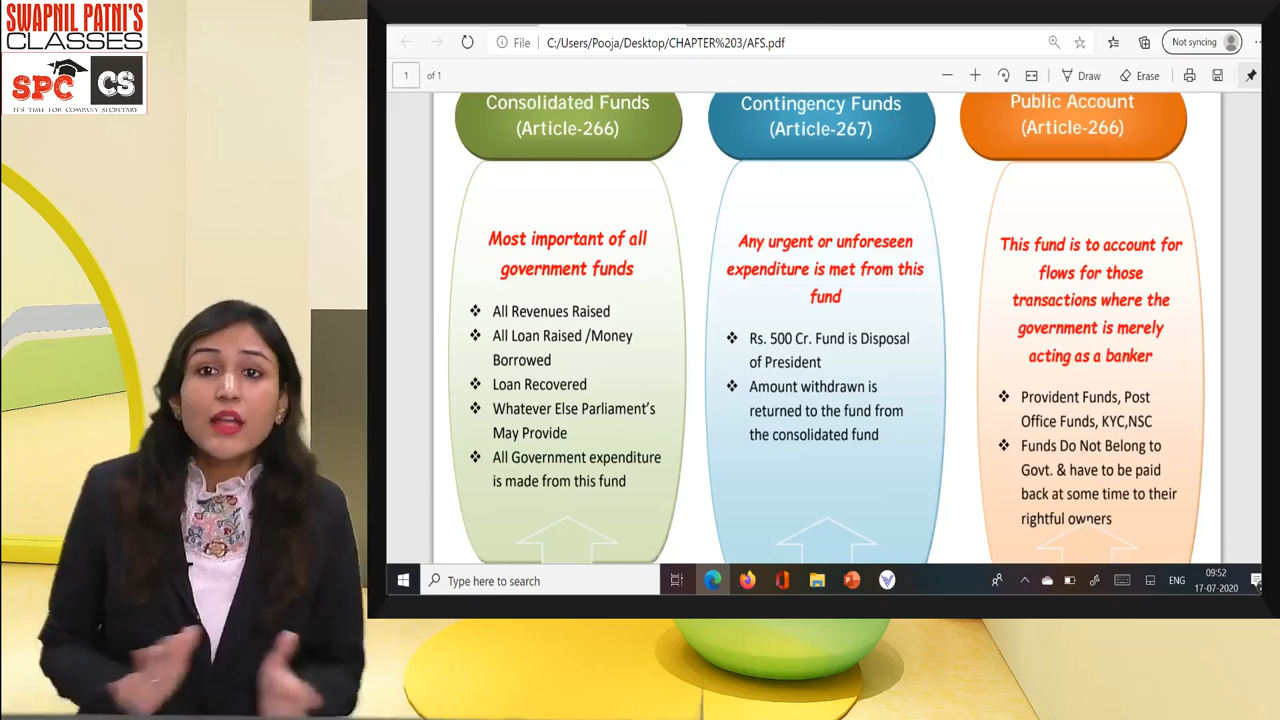 SWAPNIL PATNI'S
CLASSES
SPC CS
IT'S TIME FOR COMPANY SECRETARY
File C:/Users/Pooja/Desktop/CHAPTER%203/AFS.pdf Not syncing
1 of 1 Draw Erase
Consolidated Funds
(Article-266)
Most important of all
government funds
❖ All Revenues Raised
❖ All Loan Raised /Money
Borrowed
❖ Loan Recovered
❖ Whatever Else Parliament's
May Provide
❖ All Government expenditure
is made from this fund
Contingency Funds
(Article-267)
Any urgent or unforeseen
expenditure is met from this
fund
❖ Rs. 500 Cr. Fund is Disposal
of President
❖ Amount withdrawn is
returned to the fund from
the consolidated fund
Public Account
(Article-266)
This fund is to account for
flows for those
transactions where the
government is merely
acting as a banker
❖ Provident Funds, Post
Office Funds, KYC,NSC
❖ Funds Do Not Belong to
Govt. & have to be paid
back at some time to their
rightful owners
Type here to search
ENG
09:52
17-07-2020